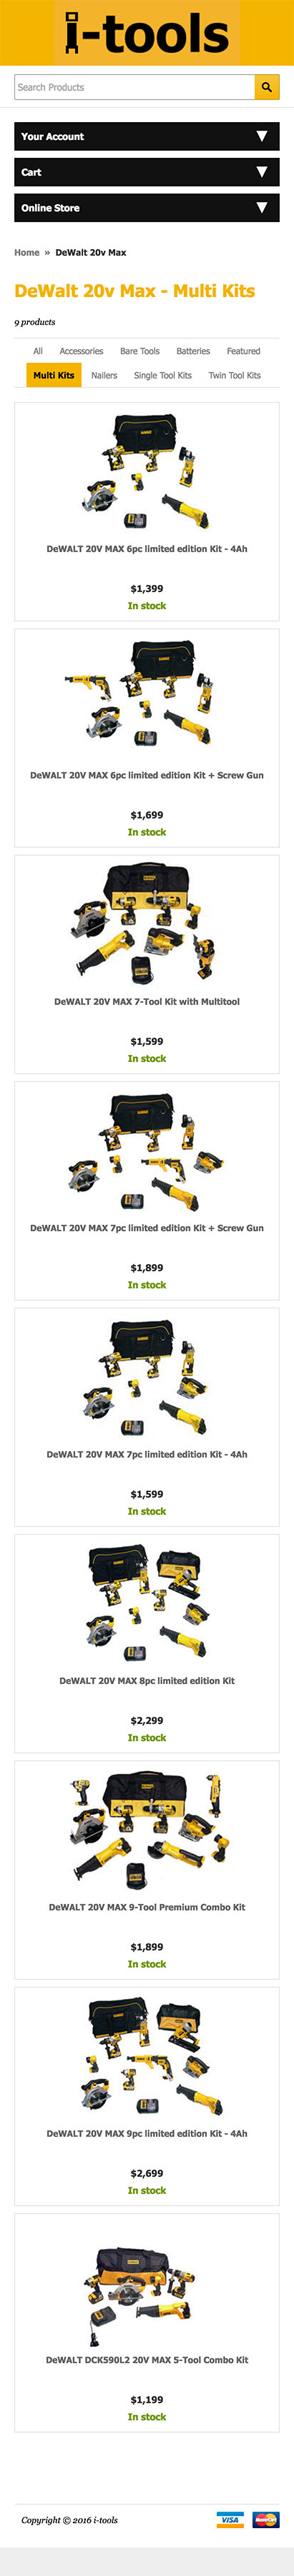 i-tools
Search Products
Your Account
Cart
Online Store
Home » DeWalt 20v Max
DeWalt 20v Max - Multi Kits
9 products
All Accessories Bare Tools Batteries Featured
Multi Kits Nailers Single Tool Kits Twin Tool Kits
DeWALT 20V MAX 6pc limited edition Kit - 4Ah
$1,399
In stock
DeWALT 20V MAX 6pc limited edition Kit + Screw Gun
$1,699
In stock
DeWALT 20V MAX 7-Tool Kit with Multitool
$1,599
In stock
DeWALT 20V MAX 7pc limited edition Kit + Screw Gun
$1,899
In stock
DeWALT 20V MAX 7pc limited edition Kit - 4Ah
$1,599
In stock
DeWALT 20V MAX 8pc limited edition Kit
$2,299
In stock
DeWALT 20V MAX 9-Tool Premium Combo Kit
$1,899
In stock
DeWALT 20V MAX 9pc limited edition Kit - 4Ah
$2,699
In stock
DeWALT DCK590L2 20V MAX 5-Tool Combo Kit
$1,199
In stock
Copyright © 2016 i-tools VISA MasterCard